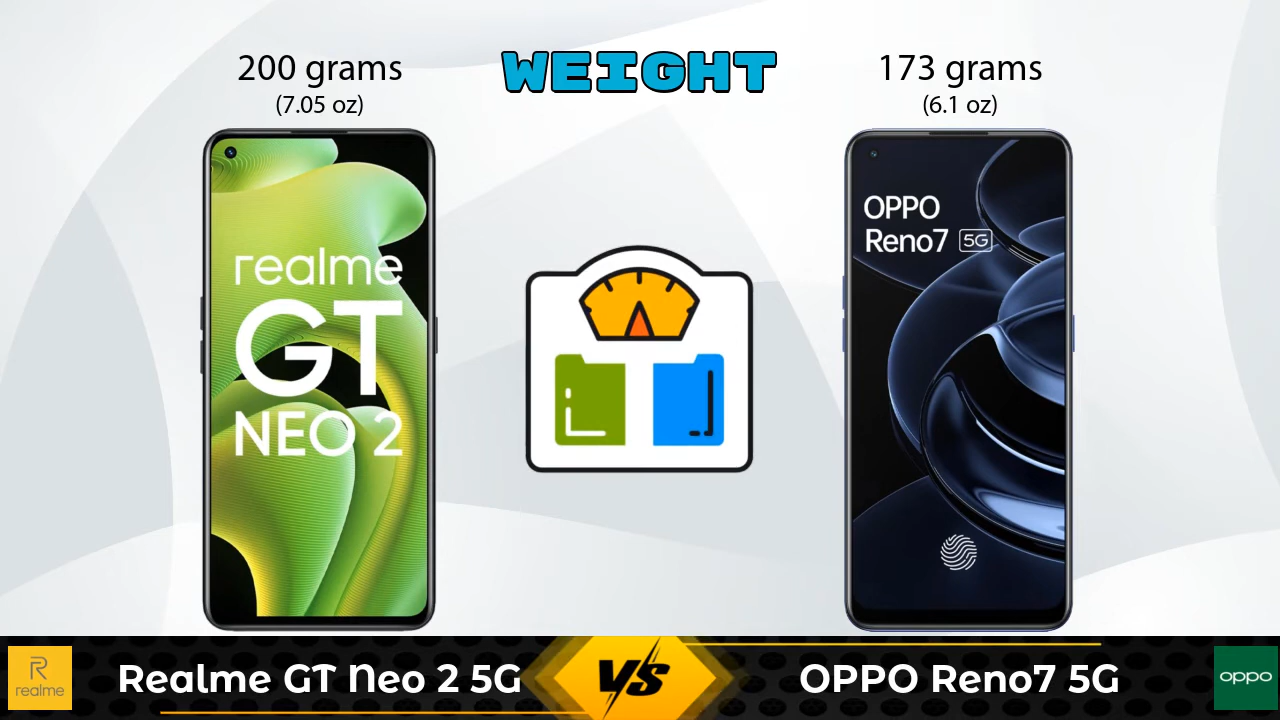 WEIGHT
200 grams
(7.05 oz)
173 grams
(6.1 oz)
realme
GT
NEO 2
OPPO
Reno7 5G
R
realme
Realme GT Neo 2 5G
VS
OPPO Reno7 5G
oppo